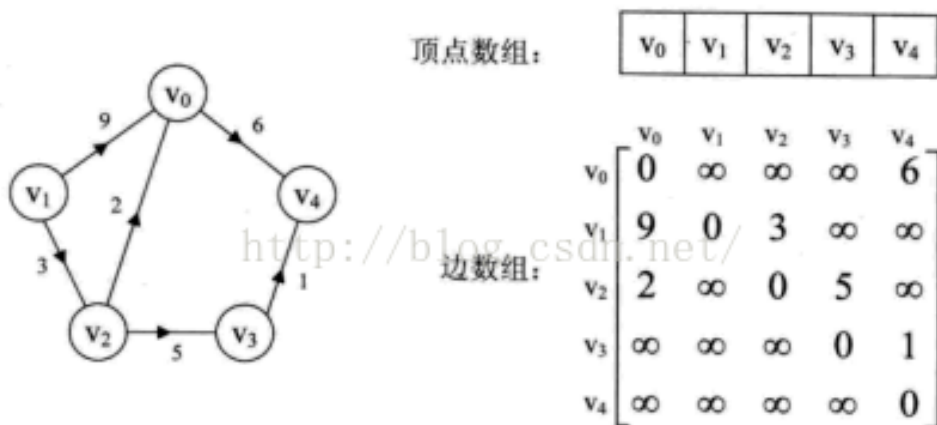 顶点数组： v₀ v₁ v₂ v₃ v₄
v₀
9
6
v₁
v₄
2
3
1
v₂
5
v₃
v₀ v₁ v₂ v₃ v₄
v₀ 0 ∞ ∞ ∞ 6
v₁ 9 0 3 ∞ ∞
http://blog.csdn.net/
边数组：
v₂ 2 ∞ 0 5 ∞
v₃ ∞ ∞ ∞ 0 1
v₄ ∞ ∞ ∞ ∞ 0